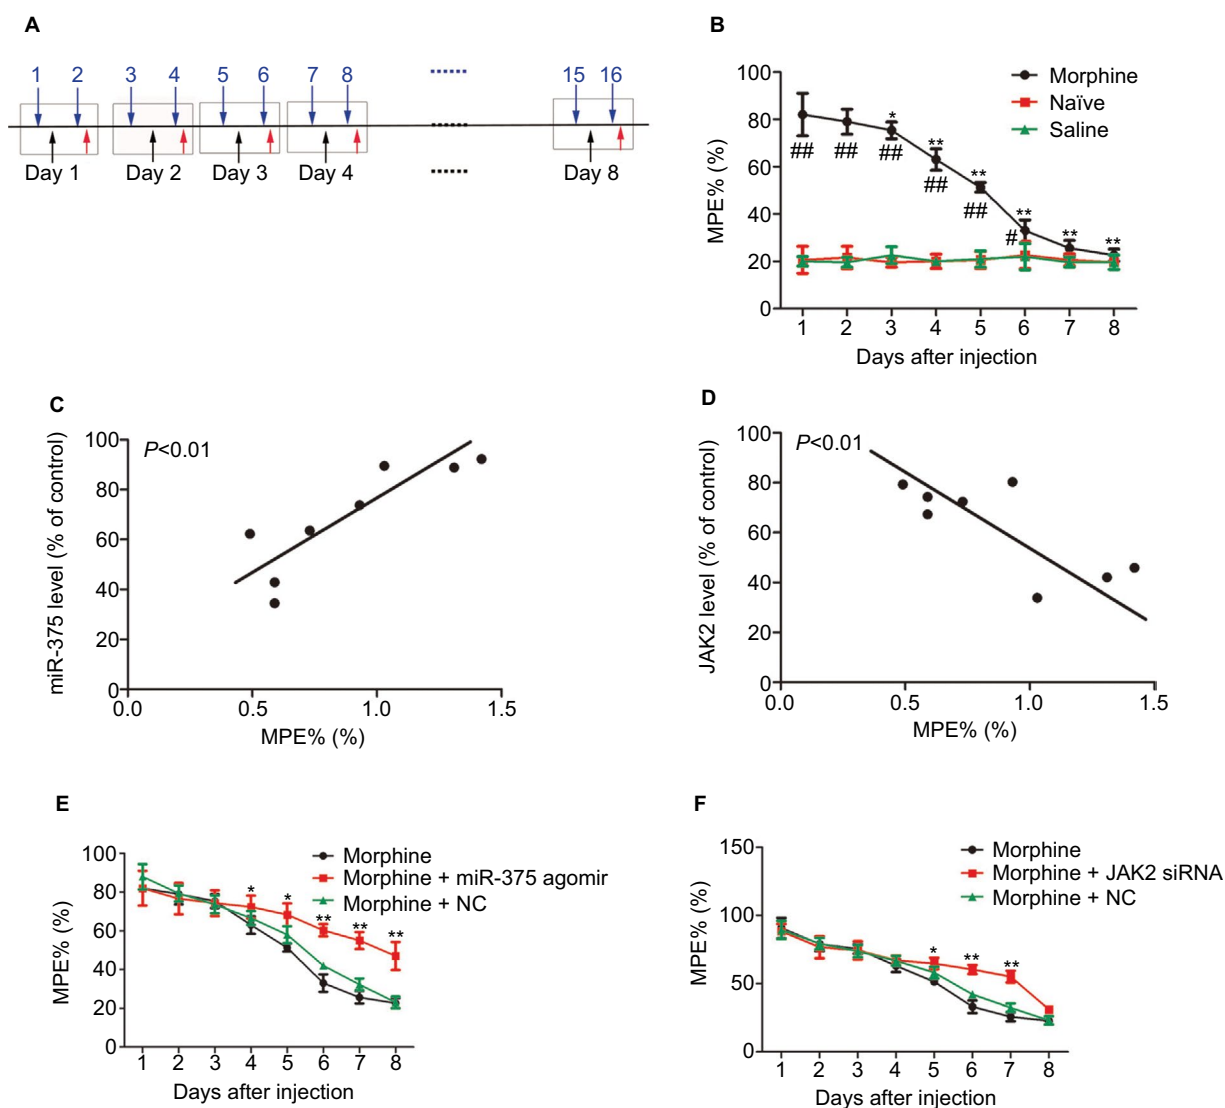 A
1 2 3 4 5 6 7 8 ...... 15 16
......
Day 1 Day 2 Day 3 Day 4 ...... Day 8
B
MPE% (%)
100
80
60
40
20
0
Morphine
Naïve
Saline
* ** ** ** ** **
## ## ## ## ## #
1 2 3 4 5 6 7 8
Days after injection
C
miR-375 level (% of control)
P<0.01
100
80
60
40
20
0
0.0 0.5 1.0 1.5
MPE% (%)
D
JAK2 level (% of control)
P<0.01
100
80
60
40
20
0
0.0 0.5 1.0 1.5
MPE% (%)
E
MPE% (%)
100
80
60
40
20
0
Morphine
Morphine + miR-375 agomir
Morphine + NC
* * ** ** **
1 2 3 4 5 6 7 8
Days after injection
F
MPE% (%)
150
100
50
0
Morphine
Morphine + JAK2 siRNA
Morphine + NC
* ** **
1 2 3 4 5 6 7 8
Days after injection